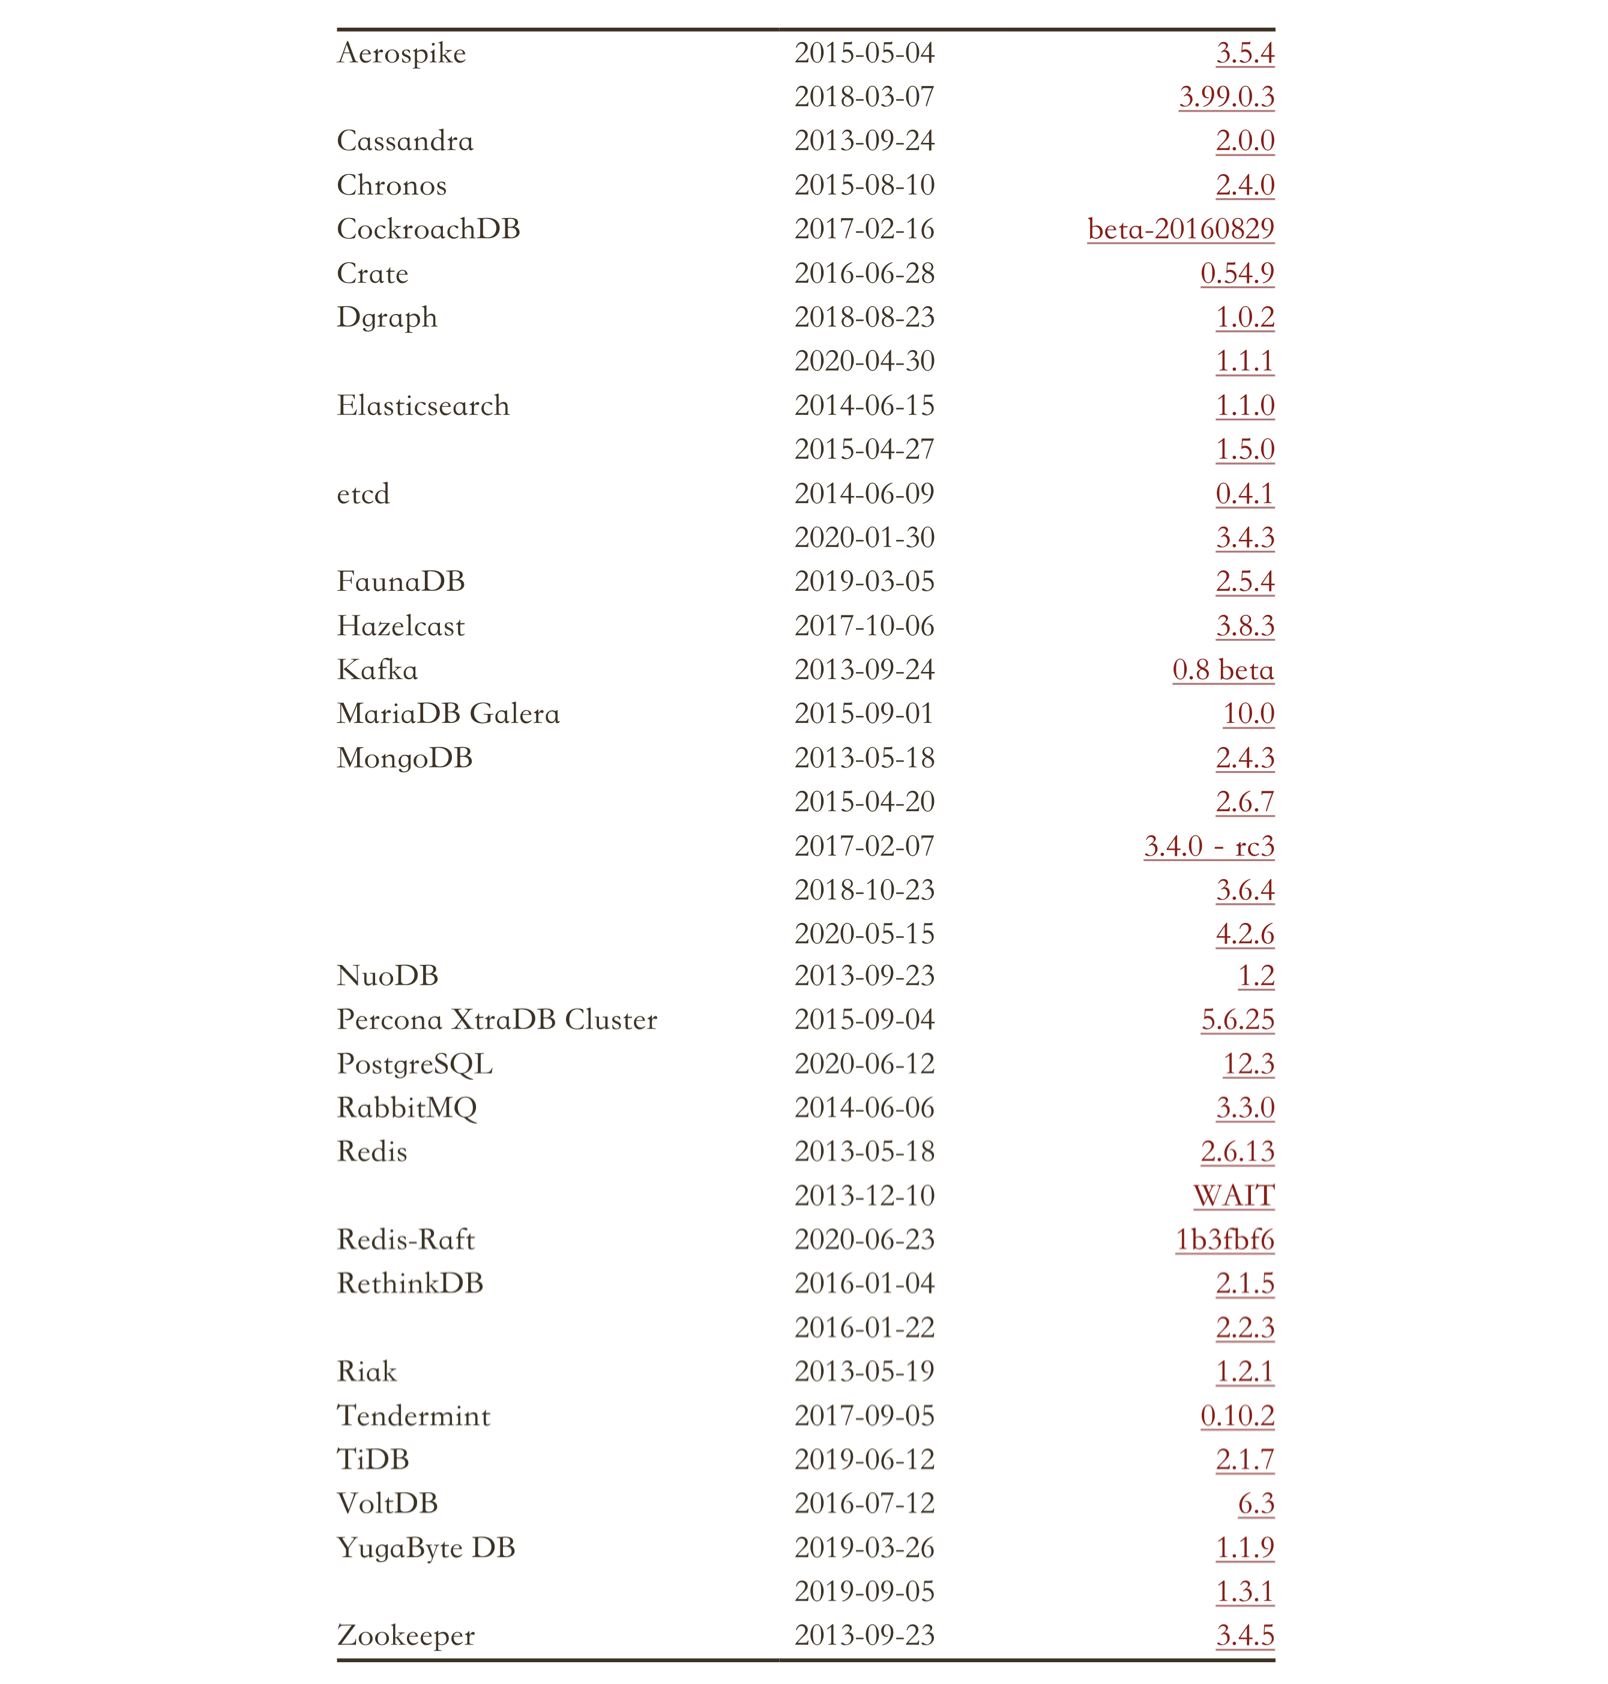 Aerospike 2015-05-04 3.5.4
2018-03-07 3.99.0.3
Cassandra 2013-09-24 2.0.0
Chronos 2015-08-10 2.4.0
CockroachDB 2017-02-16 beta-20160829
Crate 2016-06-28 0.54.9
Dgraph 2018-08-23 1.0.2
2020-04-30 1.1.1
Elasticsearch 2014-06-15 1.1.0
2015-04-27 1.5.0
etcd 2014-06-09 0.4.1
2020-01-30 3.4.3
FaunaDB 2019-03-05 2.5.4
Hazelcast 2017-10-06 3.8.3
Kafka 2013-09-24 0.8 beta
MariaDB Galera 2015-09-01 10.0
MongoDB 2013-05-18 2.4.3
2015-04-20 2.6.7
2017-02-07 3.4.0 - rc3
2018-10-23 3.6.4
2020-05-15 4.2.6
NuoDB 2013-09-23 1.2
Percona XtraDB Cluster 2015-09-04 5.6.25
PostgreSQL 2020-06-12 12.3
RabbitMQ 2014-06-06 3.3.0
Redis 2013-05-18 2.6.13
2013-12-10 WAIT
Redis-Raft 2020-06-23 1b3fbf6
RethinkDB 2016-01-04 2.1.5
2016-01-22 2.2.3
Riak 2013-05-19 1.2.1
Tendermint 2017-09-05 0.10.2
TiDB 2019-06-12 2.1.7
VoltDB 2016-07-12 6.3
YugaByte DB 2019-03-26 1.1.9
2019-09-05 1.3.1
Zookeeper 2013-09-23 3.4.5